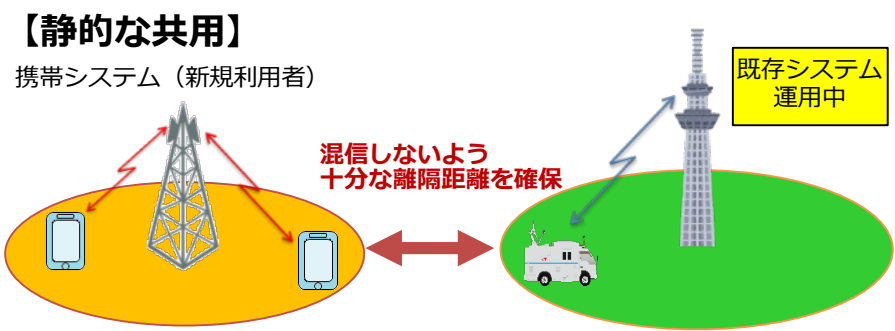 【静的な共用】
携帯システム（新規利用者）
既存システム
運用中
混信しないよう
十分な離隔距離を確保